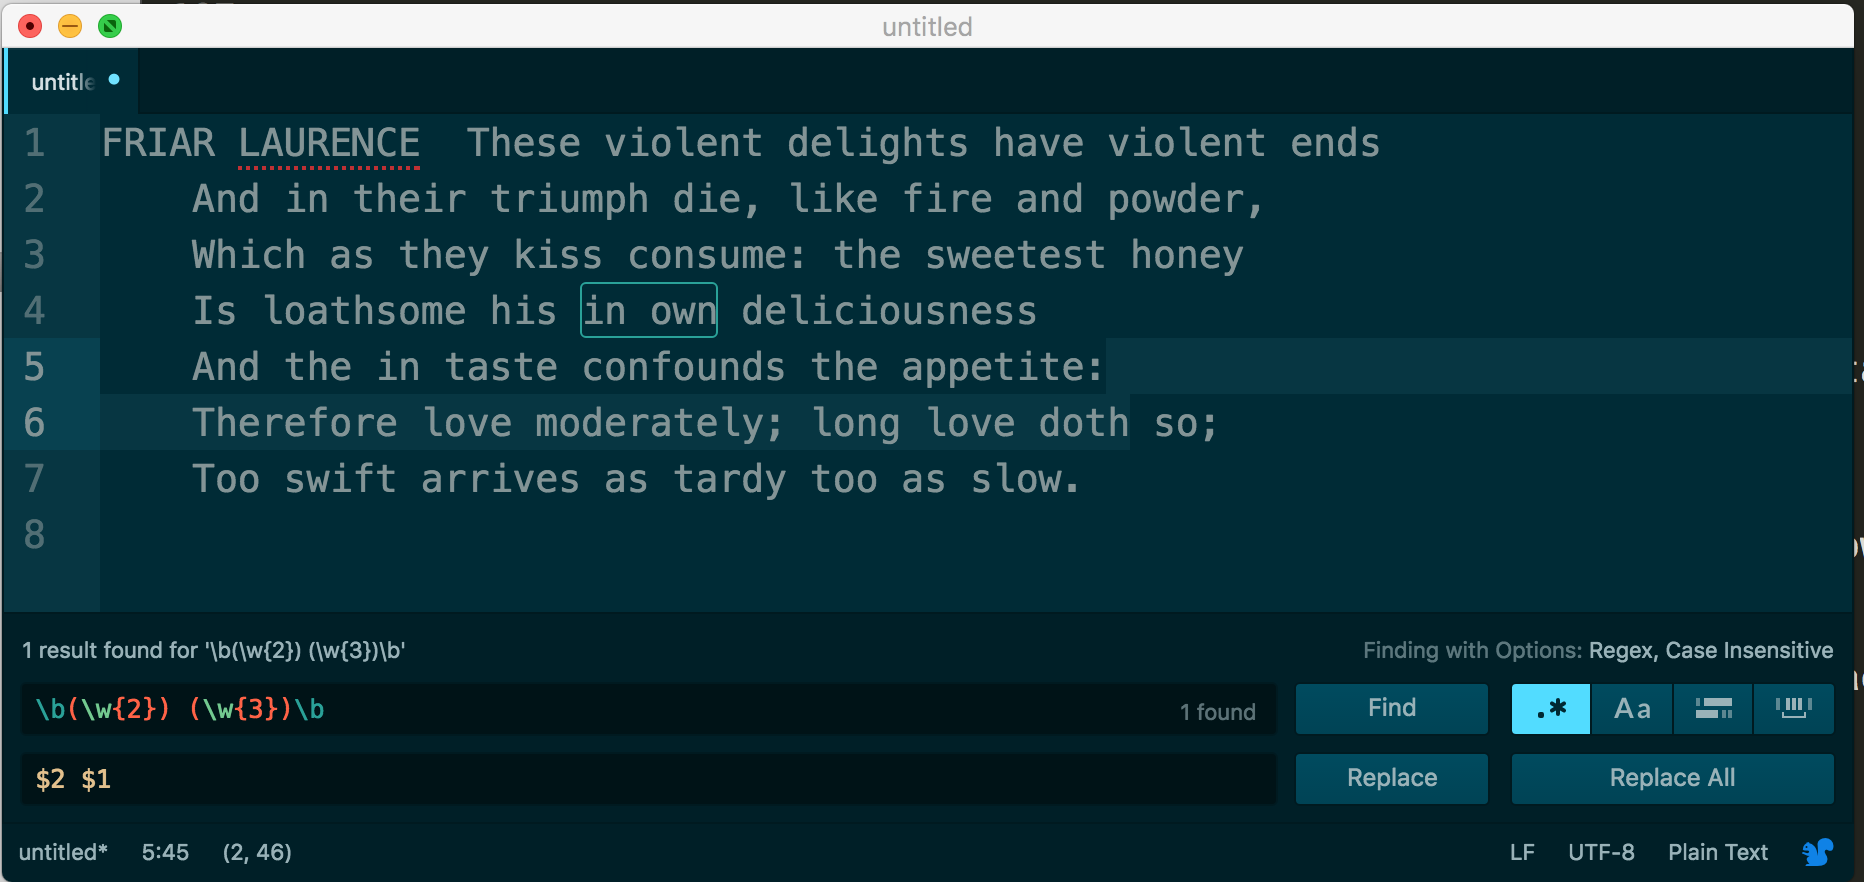 untitled
untitle
1 FRIAR LAURENCE  These violent delights have violent ends
2     And in their triumph die, like fire and powder,
3     Which as they kiss consume: the sweetest honey
4     Is loathsome his in own deliciousness
5     And the in taste confounds the appetite:
6     Therefore love moderately; long love doth so;
7     Too swift arrives as tardy too as slow.
8
1 result found for '\b(\w{2}) (\w{3})\b' Finding with Options: Regex, Case Insensitive
\b(\w{2}) (\w{3})\b 1 found Find .* Aa
$2 $1 Replace Replace All
untitled* 5:45 (2, 46) LF UTF-8 Plain Text